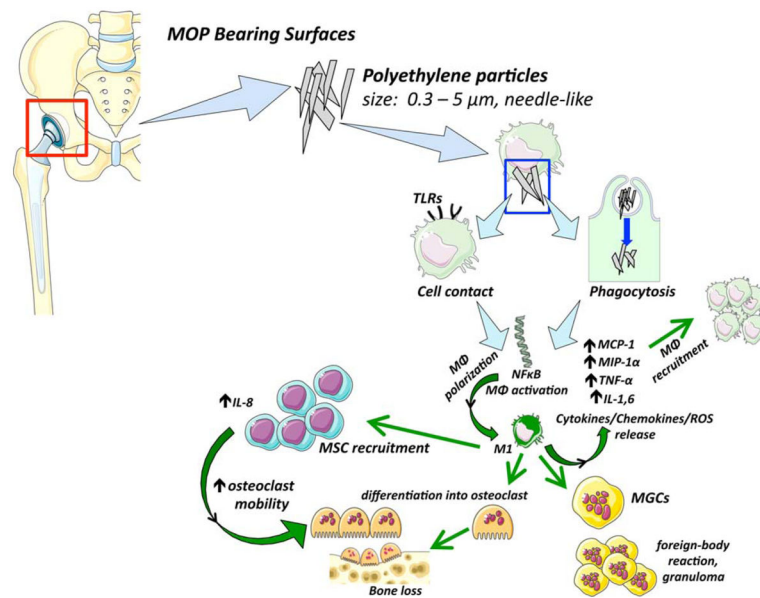 MOP Bearing Surfaces
Polyethylene particles
size: 0.3 – 5 µm, needle-like
TLRs
Cell contact
Phagocytosis
MΦ
polarization
NFκB
MΦ activation
MCP-1
MIP-1α
TNF-α
IL-1,6
MΦ
recruitment
Cytokines/Chemokines/ROS
release
IL-8
MSC recruitment
M1
osteoclast
mobility
differentiation into osteoclast
MGCs
Bone loss
foreign-body
reaction,
granuloma